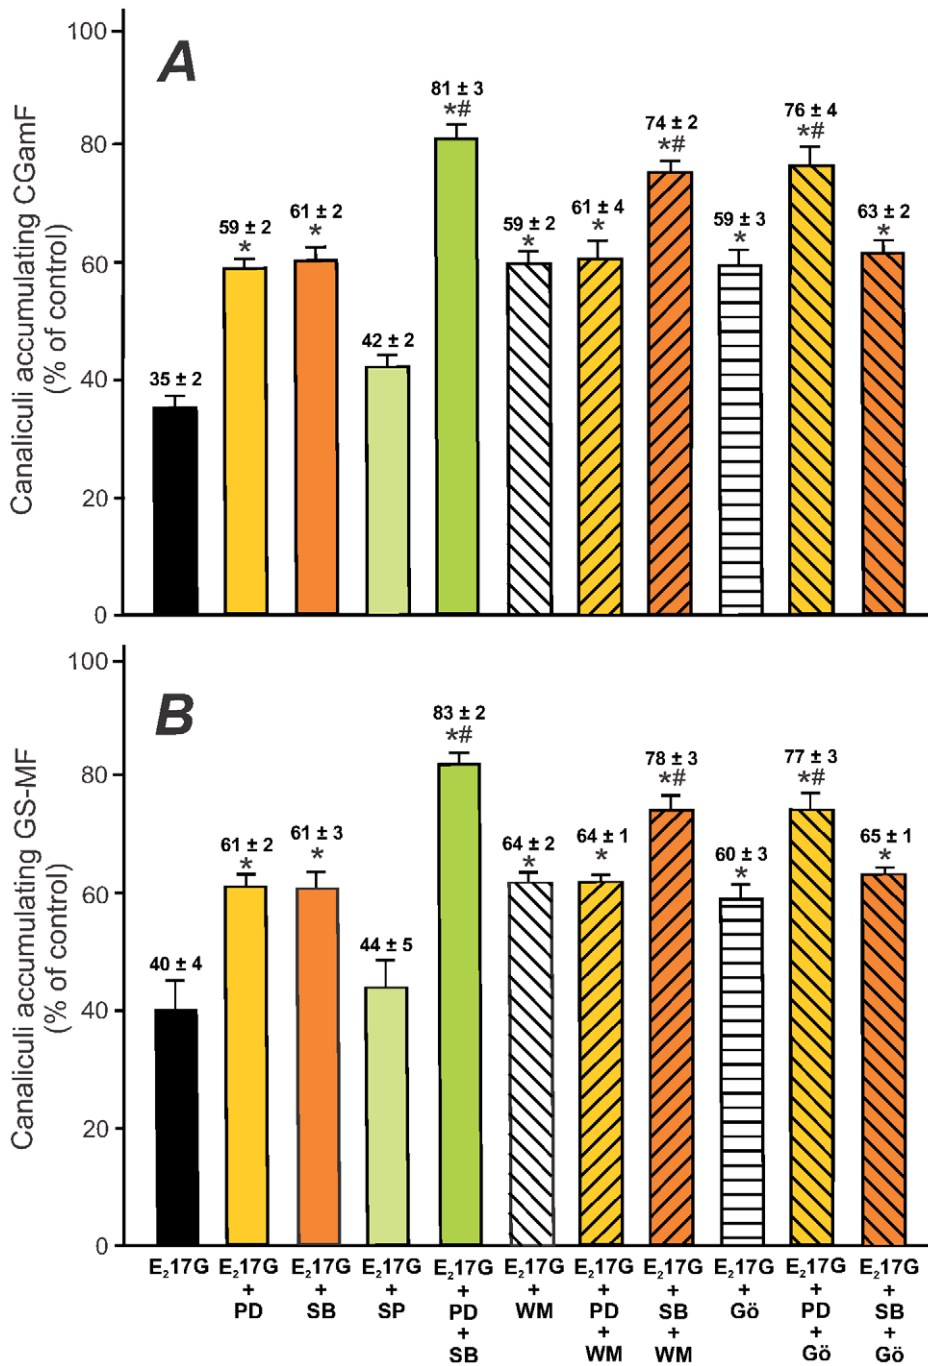 A
Canaliculi accumulating CGamF
(% of control)
100
80
60
40
20
0
35 ± 2
59 ± 2
*
61 ± 2
*
42 ± 2
81 ± 3
*#
59 ± 2
*
61 ± 4
*
74 ± 2
*#
59 ± 3
*
76 ± 4
*#
63 ± 2
*
B
Canaliculi accumulating GS-MF
(% of control)
100
80
60
40
20
0
40 ± 4
61 ± 2
*
61 ± 3
*
44 ± 5
83 ± 2
*#
64 ± 2
*
64 ± 1
*
78 ± 3
*#
60 ± 3
*
77 ± 3
*#
65 ± 1
*
E₂17G
E₂17G
+
PD
E₂17G
+
SB
E₂17G
+
SP
E₂17G
+
PD
+
SB
E₂17G
+
WM
E₂17G
+
PD
+
WM
E₂17G
+
SB
+
WM
E₂17G
+
Gö
E₂17G
+
PD
+
Gö
E₂17G
+
SB
+
Gö